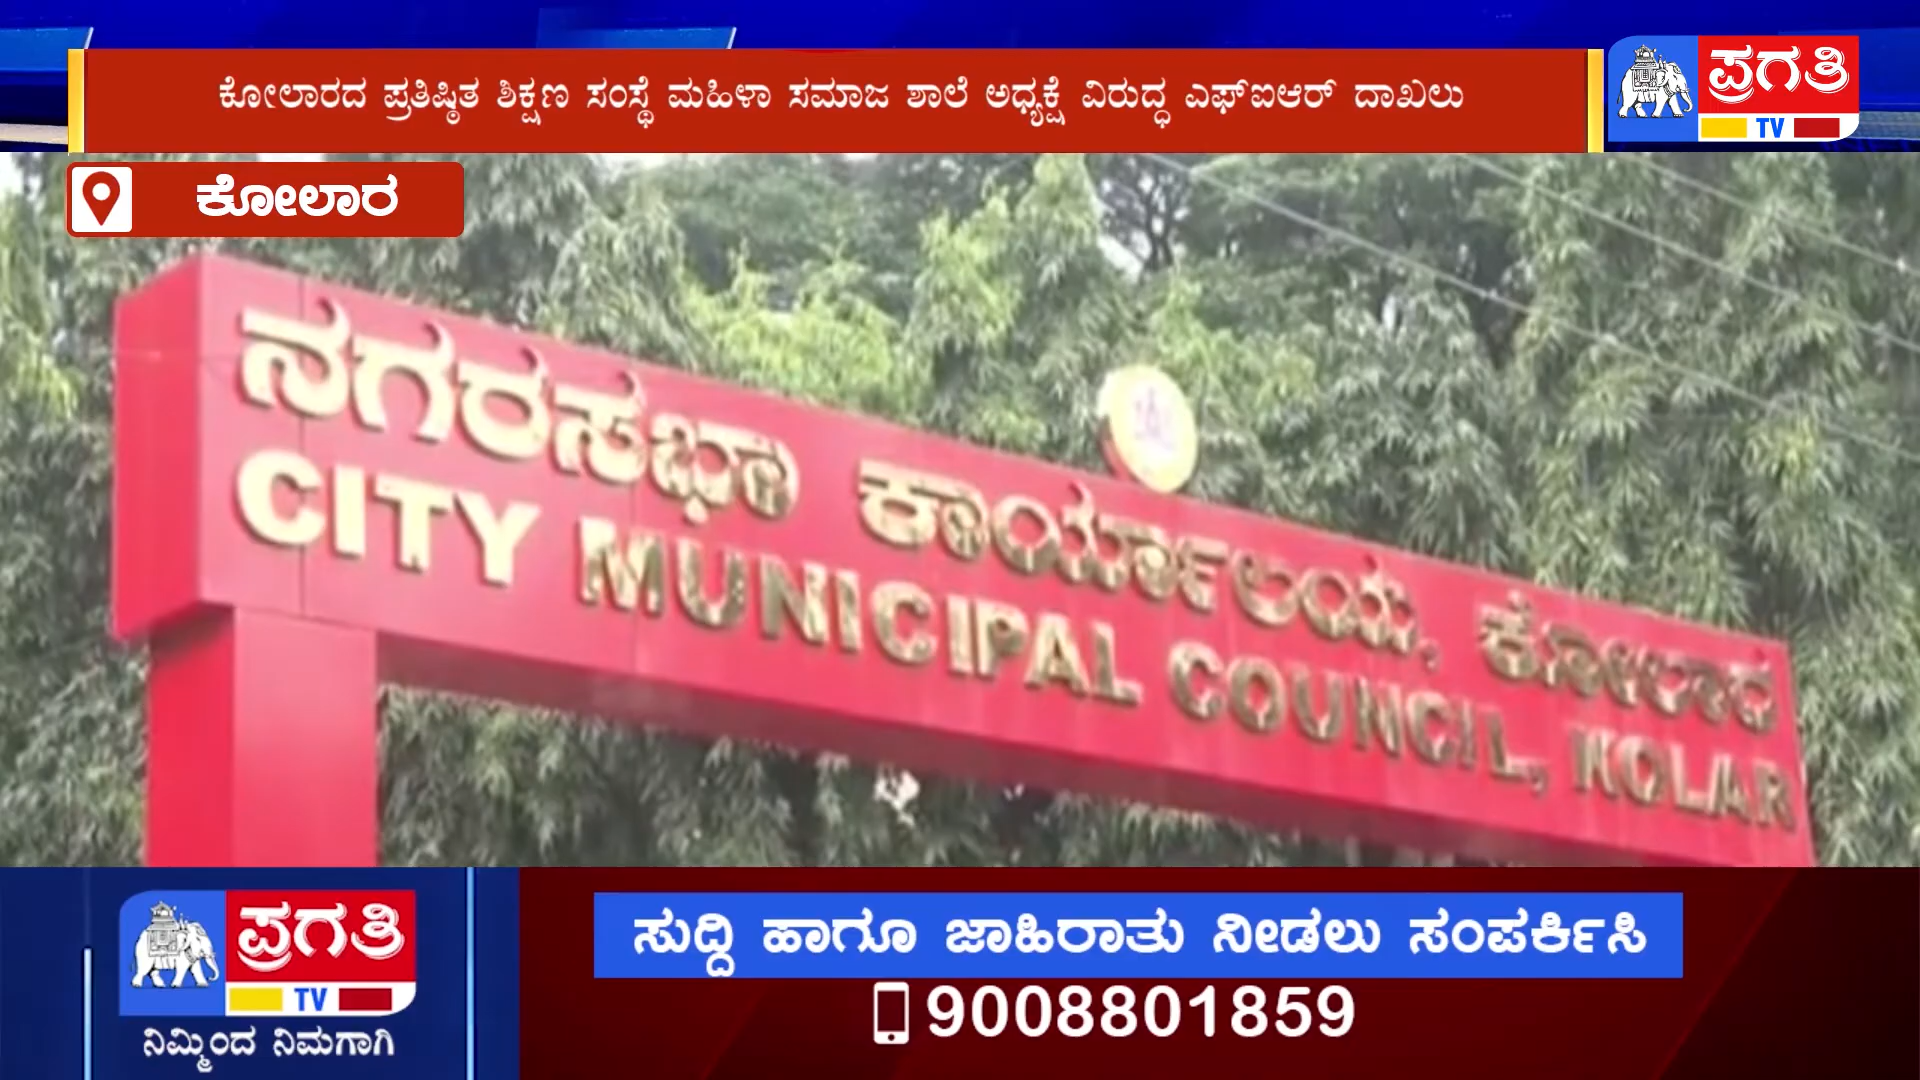 ಕೋಲಾರದ ಪ್ರತಿಷ್ಠಿತ ಶಿಕ್ಷಣ ಸಂಸ್ಥೆ ಮಹಿಳಾ ಸಮಾಜ ಶಾಲೆ ಅಧ್ಯಕ್ಷೆ ವಿರುದ್ಧ ಎಫ್ಐಆರ್ ದಾಖಲು
ಪ್ರಗತಿ
TV
ಕೋಲಾರ
ನಗರಸಭಾ ಕಾರ್ಯಾಲಯ, ಕೋಲಾರ
CITY MUNICIPAL COUNCIL, KOLAR
ಪ್ರಗತಿ
TV
ನಿಮ್ಮಿಂದ ನಿಮಗಾಗಿ
ಸುದ್ದಿ ಹಾಗೂ ಜಾಹಿರಾತು ನೀಡಲು ಸಂಪರ್ಕಿಸಿ
9008801859